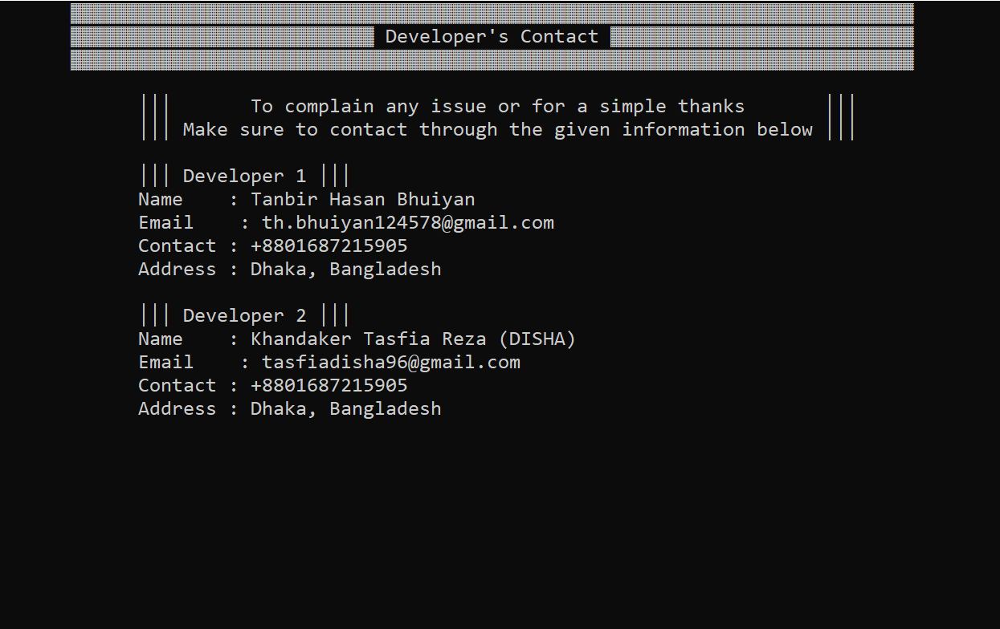 Developer's Contact
||| To complain any issue or for a simple thanks |||
||| Make sure to contact through the given information below |||
||| Developer 1 |||
Name    : Tanbir Hasan Bhuiyan
Email    : th.bhuiyan124578@gmail.com
Contact : +8801687215905
Address : Dhaka, Bangladesh
||| Developer 2 |||
Name    : Khandaker Tasfia Reza (DISHA)
Email    : tasfiadisha96@gmail.com
Contact : +8801687215905
Address : Dhaka, Bangladesh